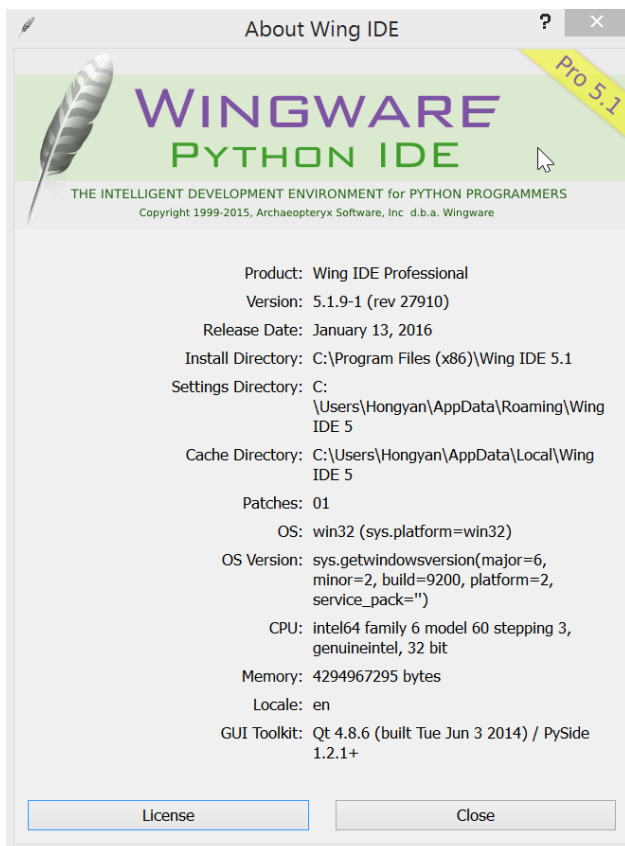 About Wing IDE
?
×
Pro 5.1
WINGWARE
PYTHON IDE
THE INTELLIGENT DEVELOPMENT ENVIRONMENT for PYTHON PROGRAMMERS
Copyright 1999-2015, Archaeopteryx Software, Inc d.b.a. Wingware
Product: Wing IDE Professional
Version: 5.1.9-1 (rev 27910)
Release Date: January 13, 2016
Install Directory: C:\Program Files (x86)\Wing IDE 5.1
Settings Directory: C:
\Users\Hongyan\AppData\Roaming\Wing
IDE 5
Cache Directory: C:\Users\Hongyan\AppData\Local\Wing
IDE 5
Patches: 01
OS: win32 (sys.platform=win32)
OS Version: sys.getwindowsversion(major=6,
minor=2, build=9200, platform=2,
service_pack='')
CPU: intel64 family 6 model 60 stepping 3,
genuineintel, 32 bit
Memory: 4294967295 bytes
Locale: en
GUI Toolkit: Qt 4.8.6 (built Tue Jun 3 2014) / PySide
1.2.1+
License
Close